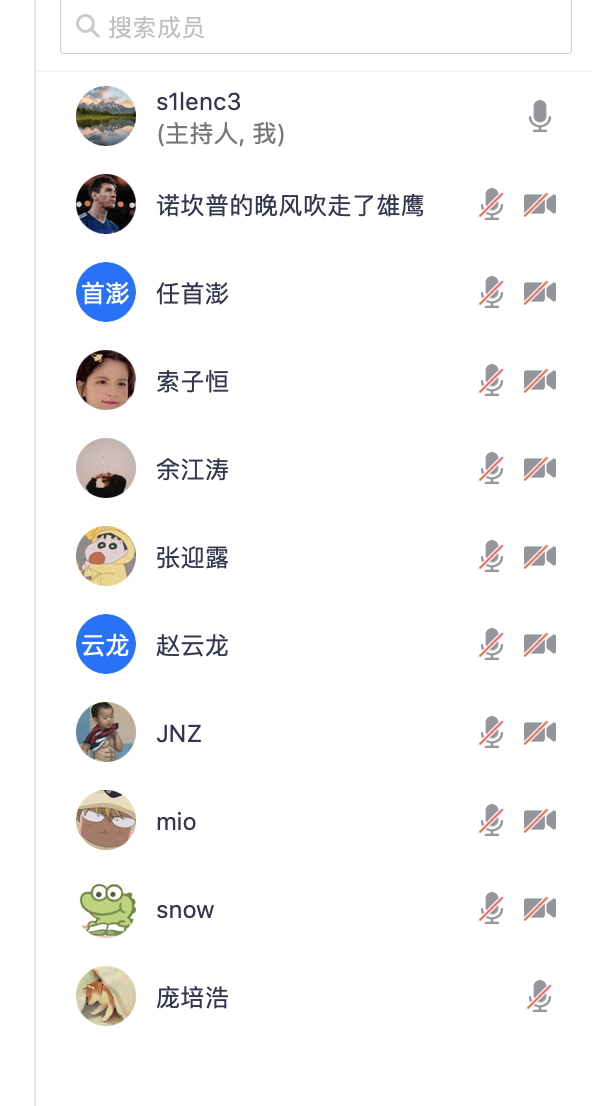 搜索成员
s1lenc3
(主持人, 我)
诺坎普的晚风吹走了雄鹰
首澎
任首澎
索子恒
余江涛
张迎露
云龙
赵云龙
JNZ
mio
snow
庞培浩